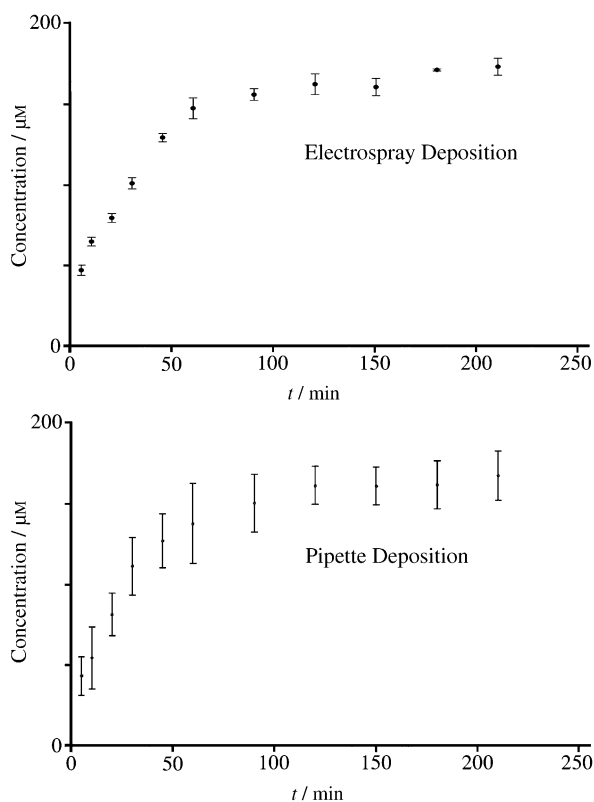 200
Concentration / µM
Electrospray Deposition
0
0 50 100 150 200 250
t / min
200
Concentration / µM
Pipette Deposition
0
0 50 100 150 200 250
t / min